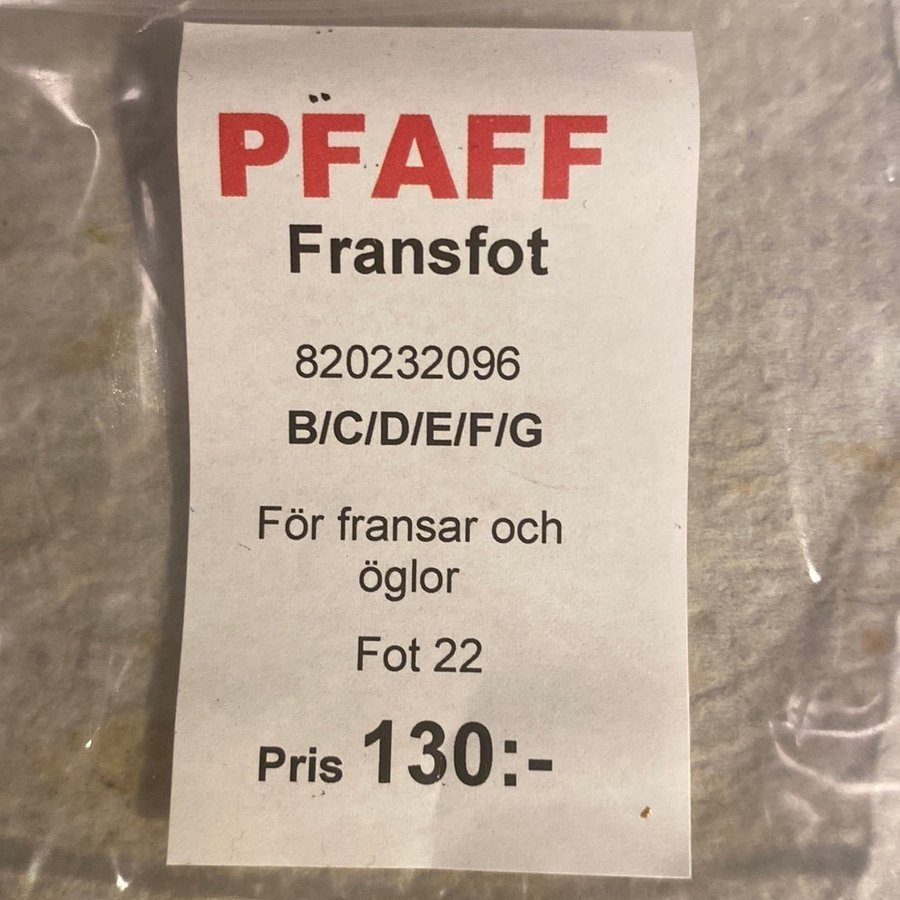 PFAFF
Fransfot
820232096
B/C/D/E/F/G
För fransar och
öglor
Fot 22
Pris 130:-